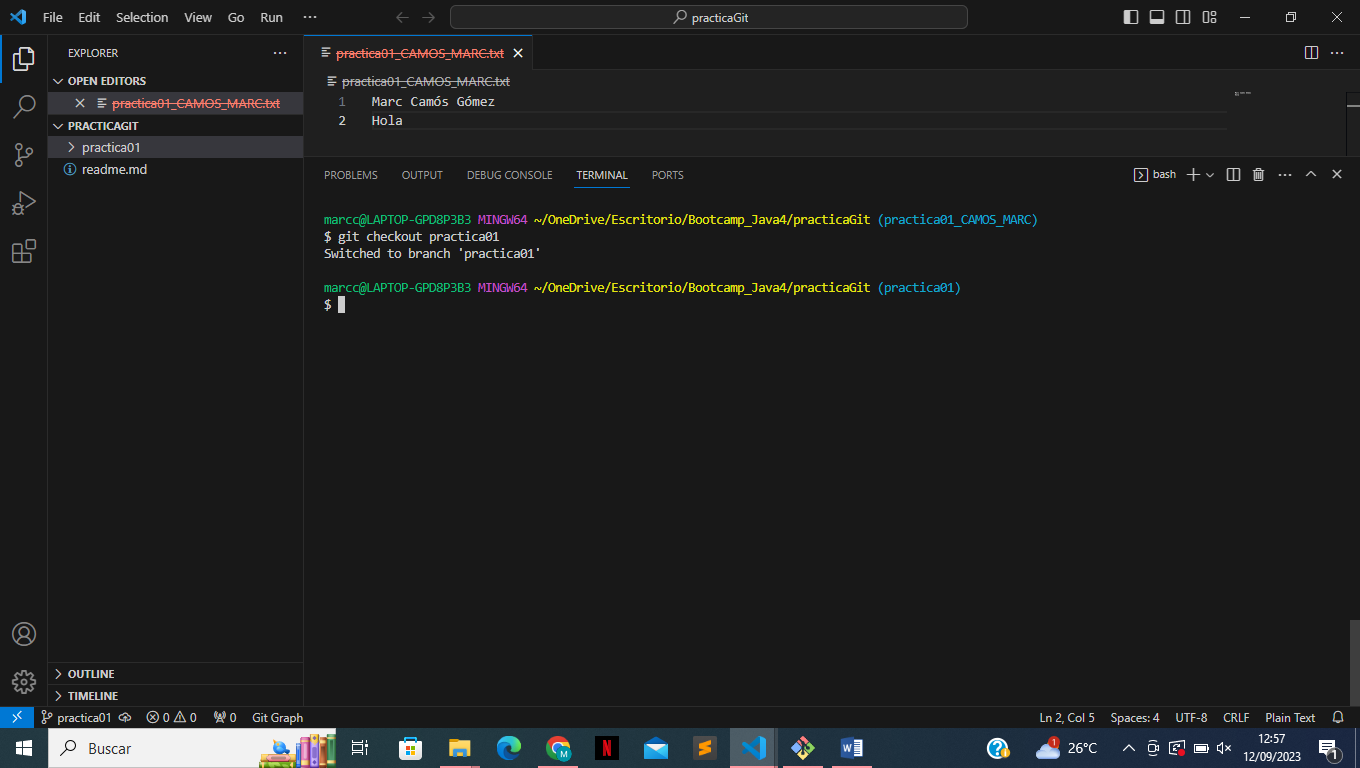 File Edit Selection View Go Run ···
practicaGit
EXPLORER ···
OPEN EDITORS
practica01_CAMOS_MARC.txt
PRACTICAGIT
practica01
readme.md
OUTLINE
TIMELINE
practica01_CAMOS_MARC.txt
practica01_CAMOS_MARC.txt
1 Marc Camós Gómez
2 Hola
PROBLEMS OUTPUT DEBUG CONSOLE TERMINAL PORTS
bash
marcc@LAPTOP-GPD8P3B3 MINGW64 ~/OneDrive/Escritorio/Bootcamp_Java4/practicaGit (practica01_CAMOS_MARC)
$ git checkout practica01
Switched to branch 'practica01'
marcc@LAPTOP-GPD8P3B3 MINGW64 ~/OneDrive/Escritorio/Bootcamp_Java4/practicaGit (practica01)
$
practica01 0 0 0 Git Graph Ln 2, Col 5 Spaces: 4 UTF-8 CRLF Plain Text
Buscar
M
N
W
1
26°C
12:57
12/09/2023
1